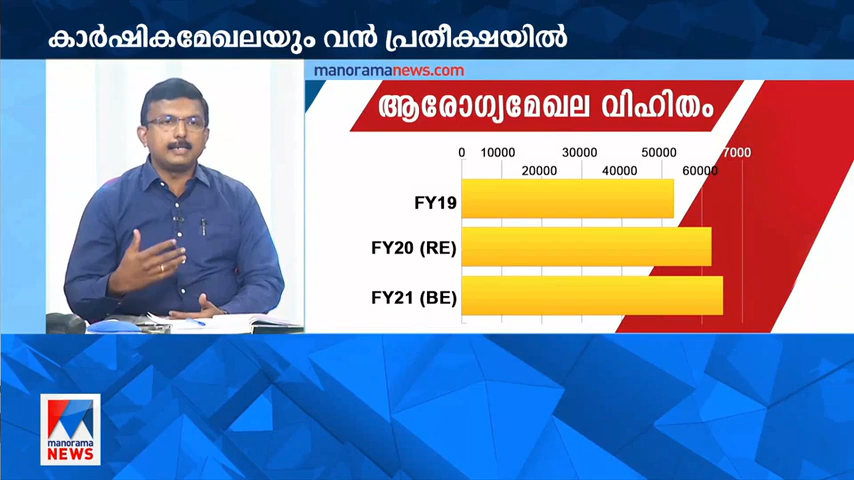 കാർഷികമേഖലയും വൻ പ്രതീക്ഷയിൽ
manoramanews.com
ആരോഗ്യമേഖല വിഹിതം
0 10000 20000 30000 40000 50000 60000 7000
FY19
FY20 (RE)
FY21 (BE)
manorama
NEWS